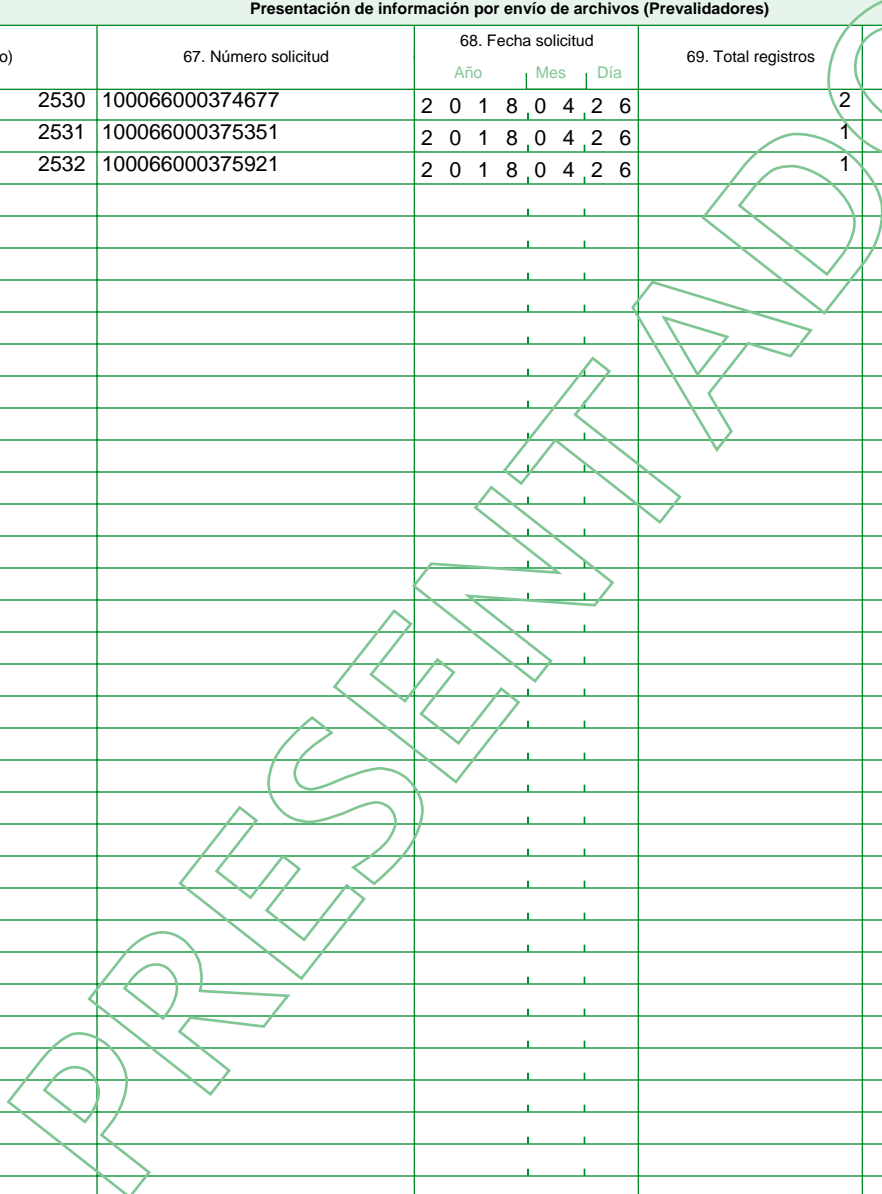 Presentación de información por envío de archivos (Prevalidadores)
o) 67. Número solicitud 68. Fecha solicitud 69. Total registros
Año Mes Día
2530 100066000374677 2 0 1 8 0 4 2 6 2
2531 100066000375351 2 0 1 8 0 4 2 6 1
2532 100066000375921 2 0 1 8 0 4 2 6 1
PRESENTADO